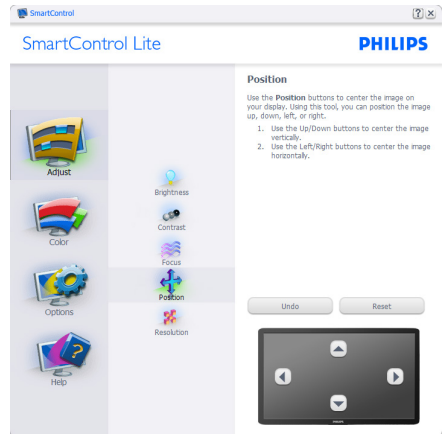 SmartControl
SmartControl Lite
PHILIPS
Adjust
Color
Options
Help
Brightness
Contrast
Focus
Position
Resolution
Position
Use the Position buttons to center the image on
your display. Using this tool, you can position the image
up, down, left, or right.
1. Use the Up/Down buttons to center the image
vertically.
2. Use the Left/Right buttons to center the image
horizontally.
Undo
Reset
PHILIPS